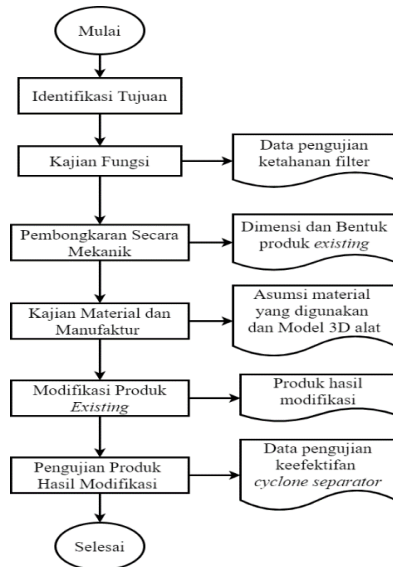 Mulai
Identifikasi Tujuan
Kajian Fungsi
Data pengujian
ketahanan filter
Pembongkaran Secara
Mekanik
Dimensi dan Bentuk
produk existing
Kajian Material dan
Manufaktur
Asumsi material
yang digunakan
dan Model 3D alat
Modifikasi Produk
Existing
Produk hasil
modifikasi
Pengujian Produk
Hasil Modifikasi
Data pengujian
keefektifan
cyclone separator
Selesai